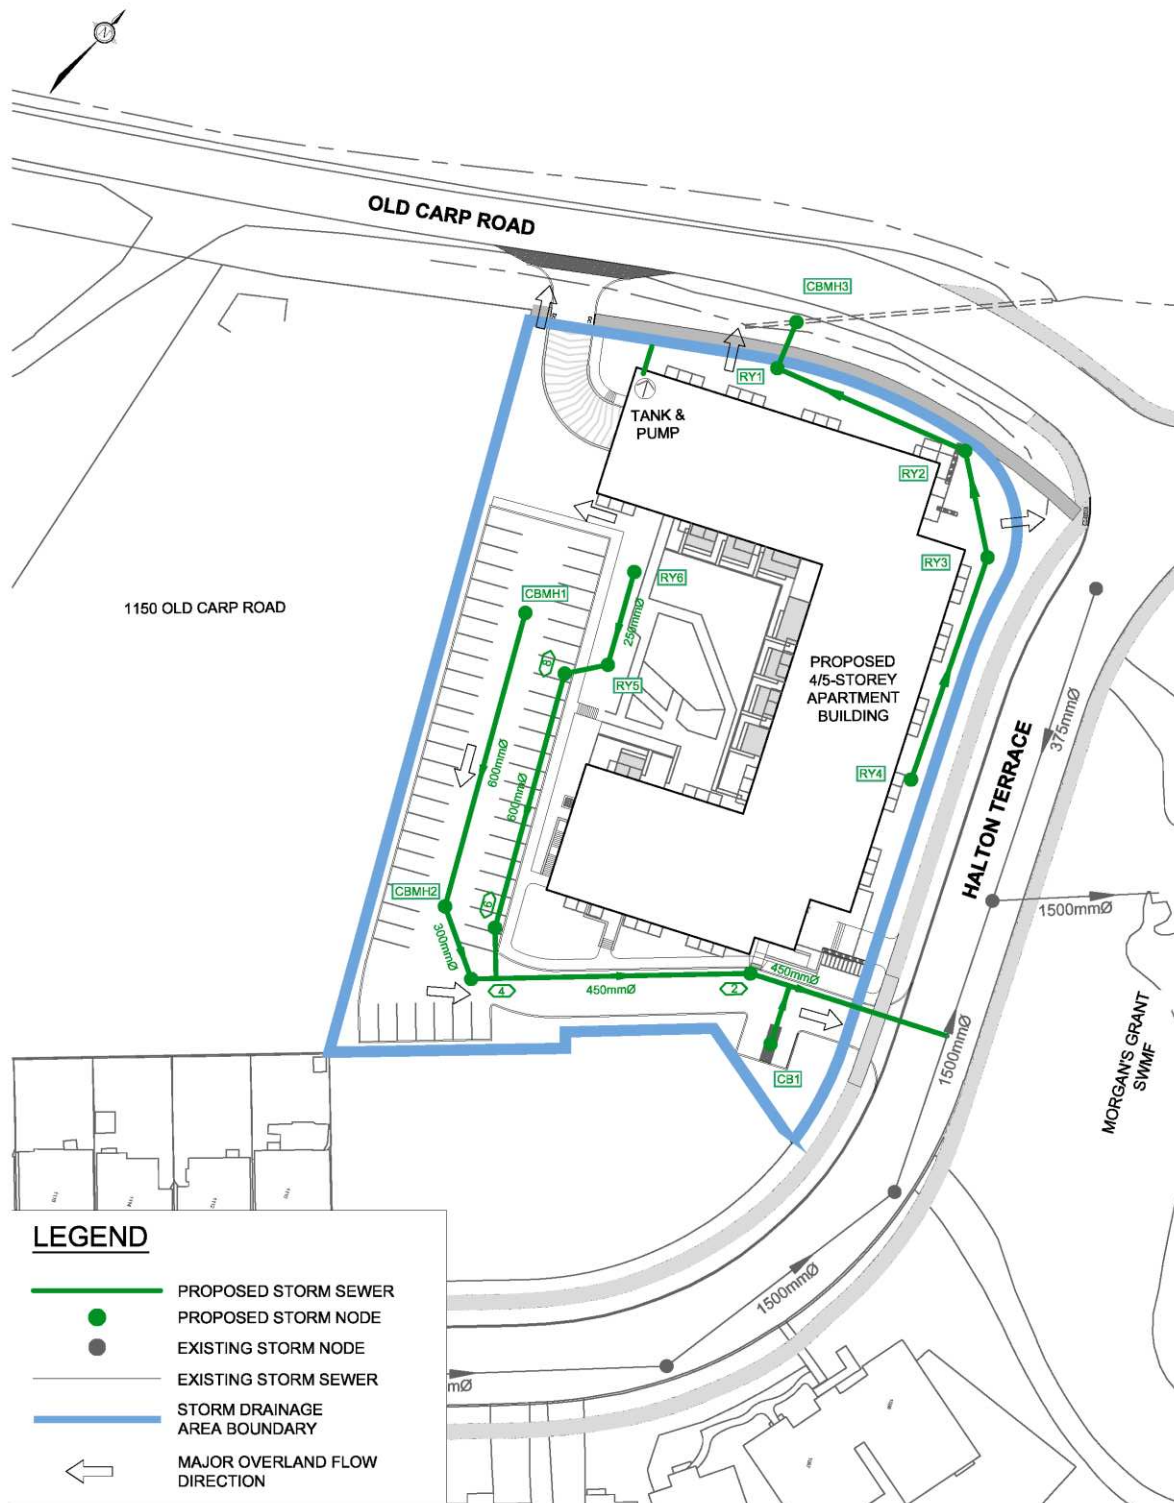 N
OLD CARP ROAD
CBMH3
RY1
TANK &
PUMP
RY2
RY3
CBMH1
RY6
250mmØ
1150 OLD CARP ROAD
8
RY5
PROPOSED
4/5-STOREY
APARTMENT
BUILDING
375mmØ
600mmØ
600mmØ
RY4
HALTON TERRACE
CBMH2
6
1500mmØ
300mmØ
4
450mmØ
2
450mmØ
1500mmØ
CB1
MORGAN'S GRANT
SWMF
1500mmØ
mØ
LEGEND
PROPOSED STORM SEWER
PROPOSED STORM NODE
EXISTING STORM NODE
EXISTING STORM SEWER
STORM DRAINAGE
AREA BOUNDARY
MAJOR OVERLAND FLOW
DIRECTION